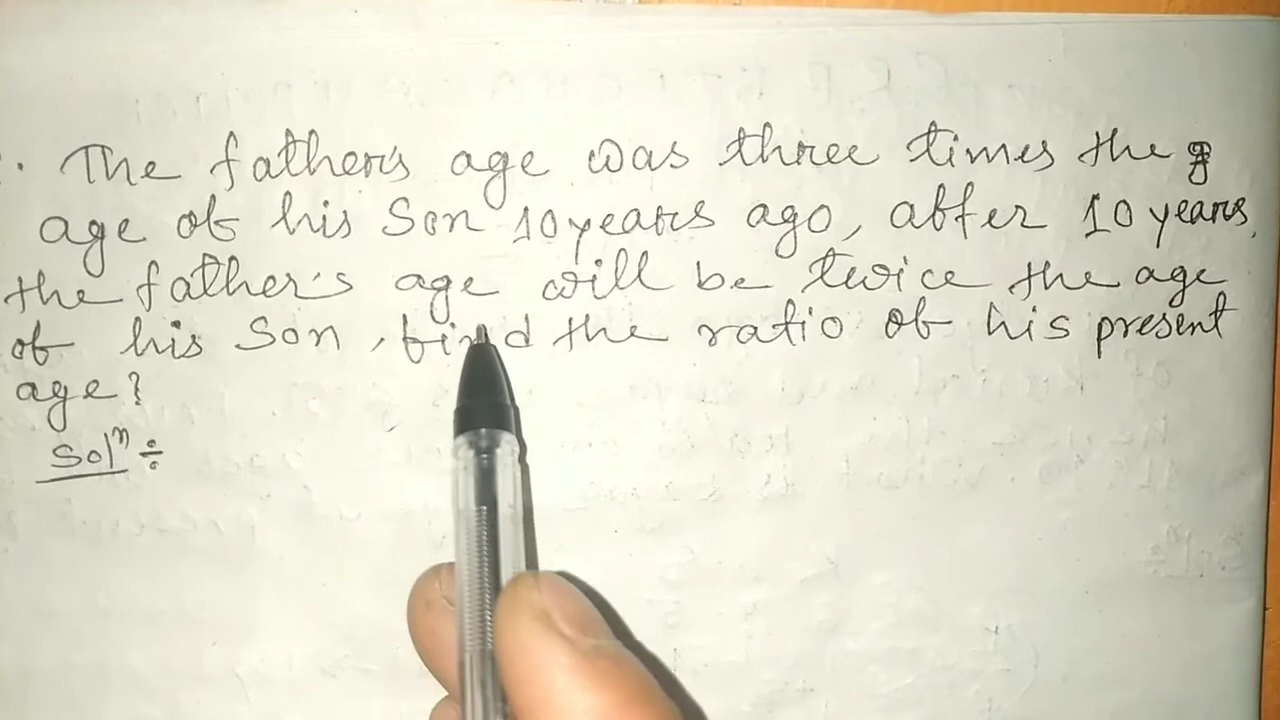 . The father's age was three times the
age of his Son 10 years ago, after 10 years,
the father's age will be twice the age
of his Son, find the ratio of his present
age?
Solⁿ ÷